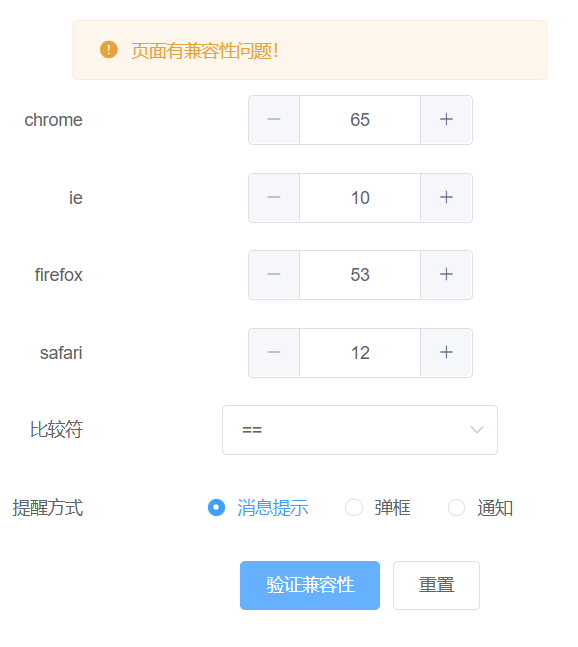 页面有兼容性问题!
chrome 65
ie 10
firefox 53
safari 12
比较符 ==
提醒方式 消息提示 弹框 通知
验证兼容性 重置